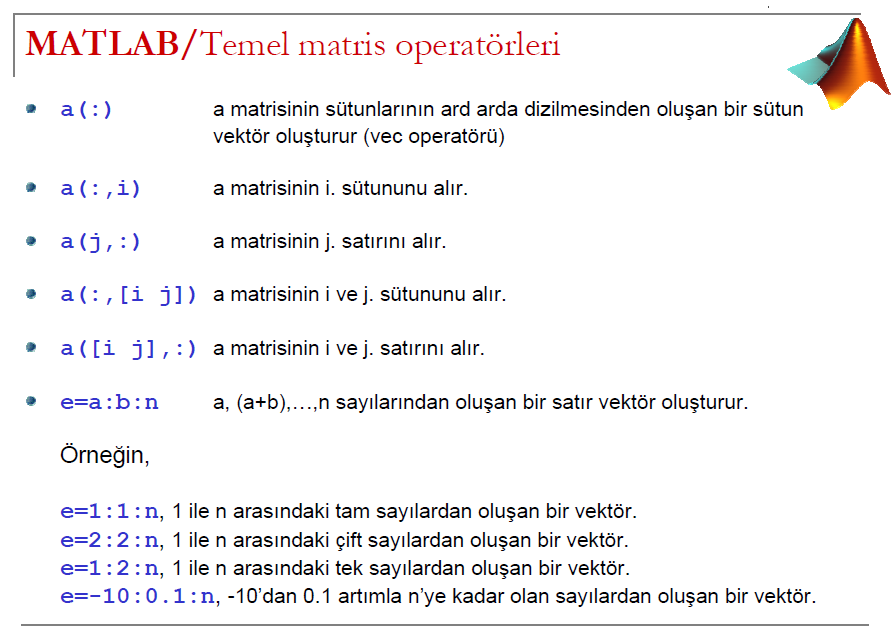 MATLAB/Temel matris operatörleri
a(:) a matrisinin sütunlarının ard arda dizilmesinden oluşan bir sütun
vektör oluşturur (vec operatörü)
a(:,i) a matrisinin i. sütununu alır.
a(j,:) a matrisinin j. satırını alır.
a(:,[i j]) a matrisinin i ve j. sütununu alır.
a([i j],:) a matrisinin i ve j. satırını alır.
e=a:b:n a, (a+b),…,n sayılarından oluşan bir satır vektör oluşturur.
Örneğin,
e=1:1:n, 1 ile n arasındaki tam sayılardan oluşan bir vektör.
e=2:2:n, 1 ile n arasındaki çift sayılardan oluşan bir vektör.
e=1:2:n, 1 ile n arasındaki tek sayılardan oluşan bir vektör.
e=-10:0.1:n, -10’dan 0.1 artımla n’ye kadar olan sayılardan oluşan bir vektör.